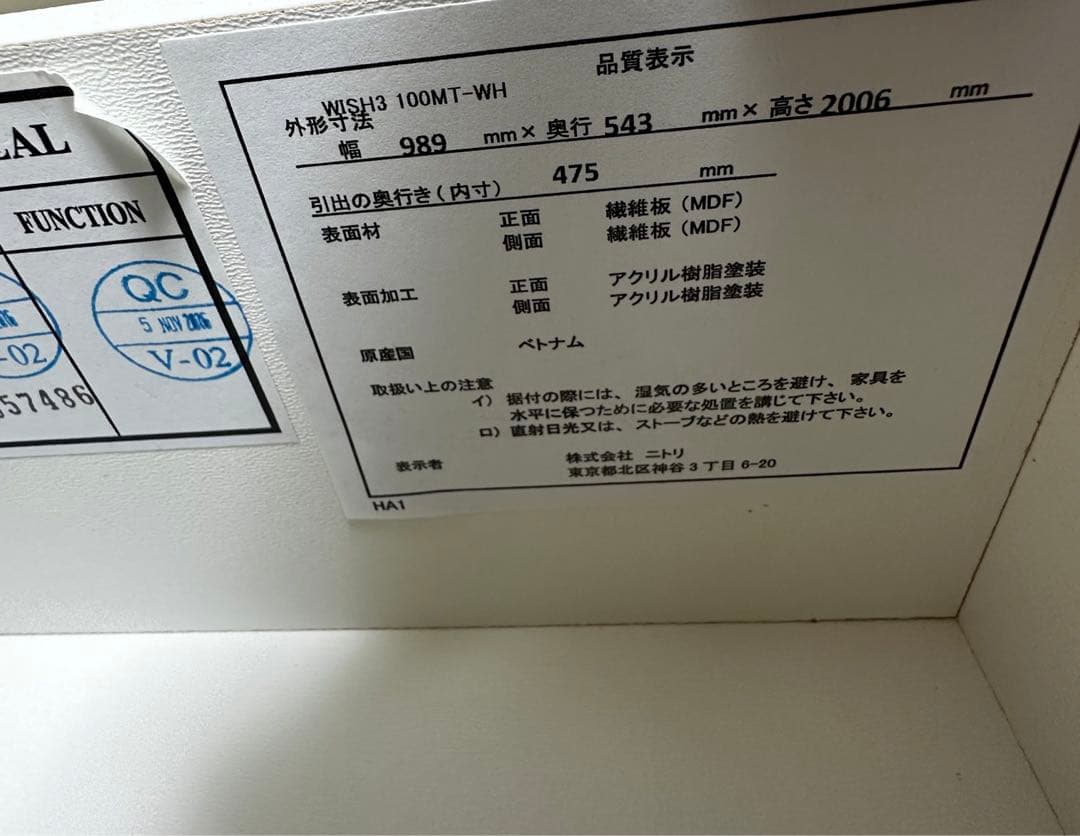 品質表示
WISH3 100MT-WH
外形寸法
幅 989 mm× 奥行 543 mm× 高さ 2006 mm
引出の奥行き(内寸) 475 mm
表面材 正面 繊維板(MDF)
側面 繊維板(MDF)
表面加工 正面 アクリル樹脂塗装
側面 アクリル樹脂塗装
原産国 ベトナム
取扱い上の注意
イ) 据付の際には、湿気の多いところを避け、家具を
水平に保つために必要な処置を講じて下さい。
ロ) 直射日光又は、ストーブなどの熱を避けて下さい。
表示者 株式会社 ニトリ
東京都北区神谷3丁目6-20
HA1
FUNCTION
QC
5 NOV
V-02
-02
57486